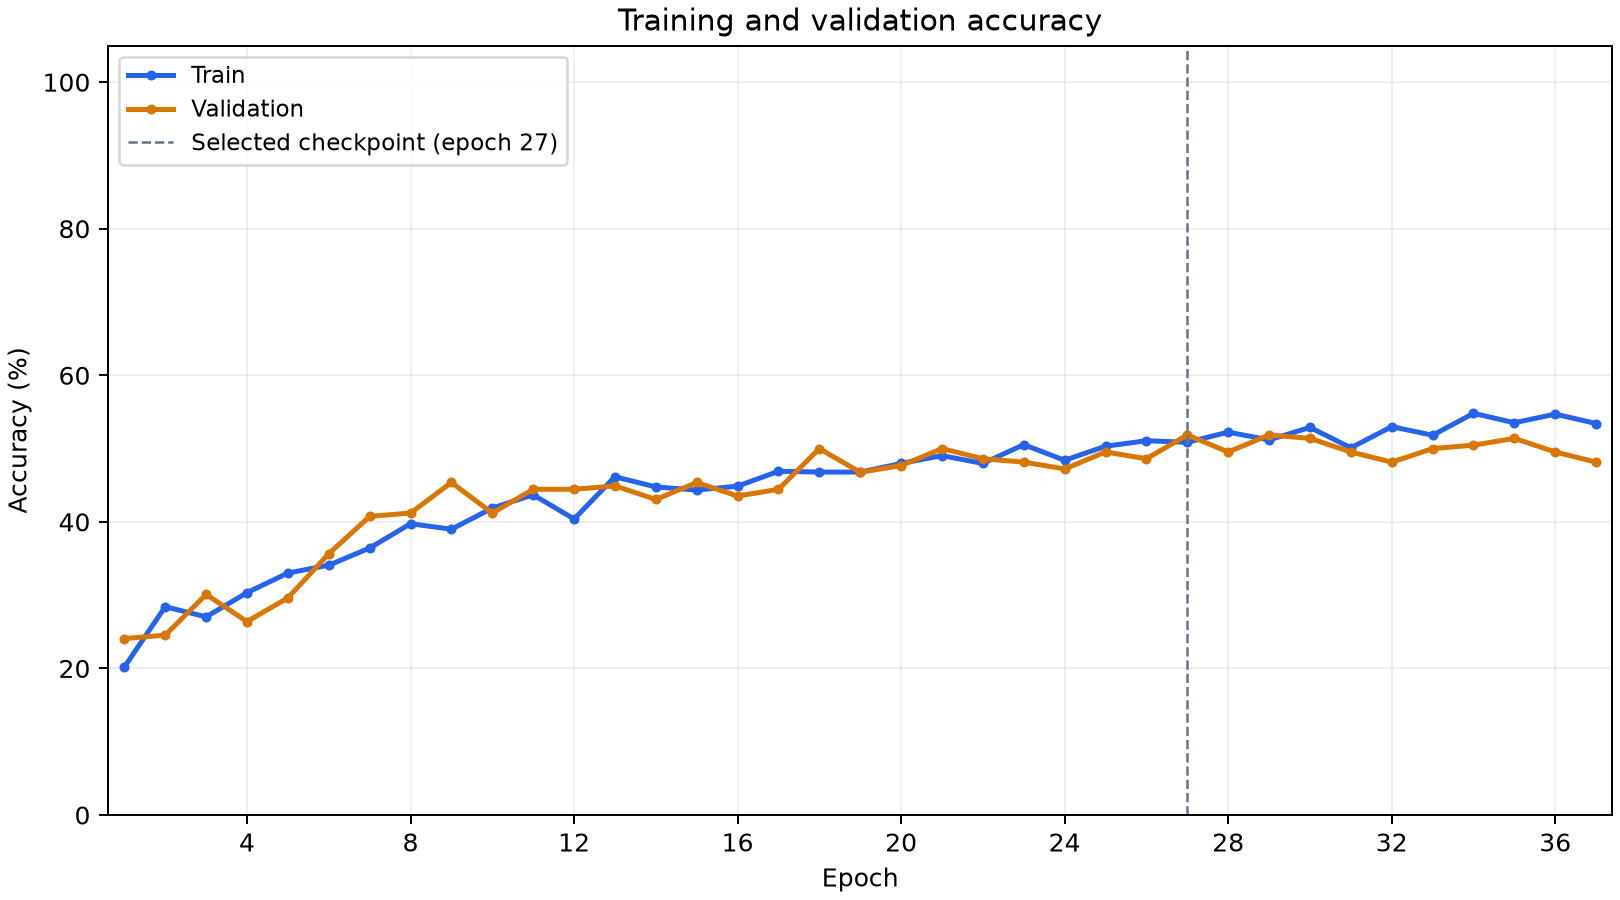 Training and validation accuracy
Train
Validation
Selected checkpoint (epoch 27)
100
80
60
40
20
0
Accuracy (%)
4 8 12 16 20 24 28 32 36
Epoch